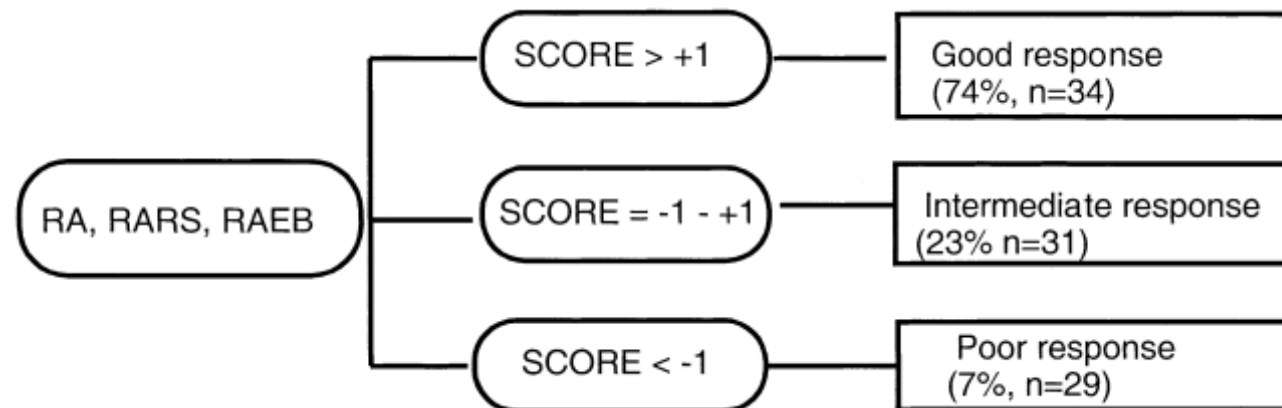 SCORE > +1
Good response
(74%, n=34)
RA, RARS, RAEB
SCORE = -1 - +1
Intermediate response
(23% n=31)
SCORE < -1
Poor response
(7%, n=29)